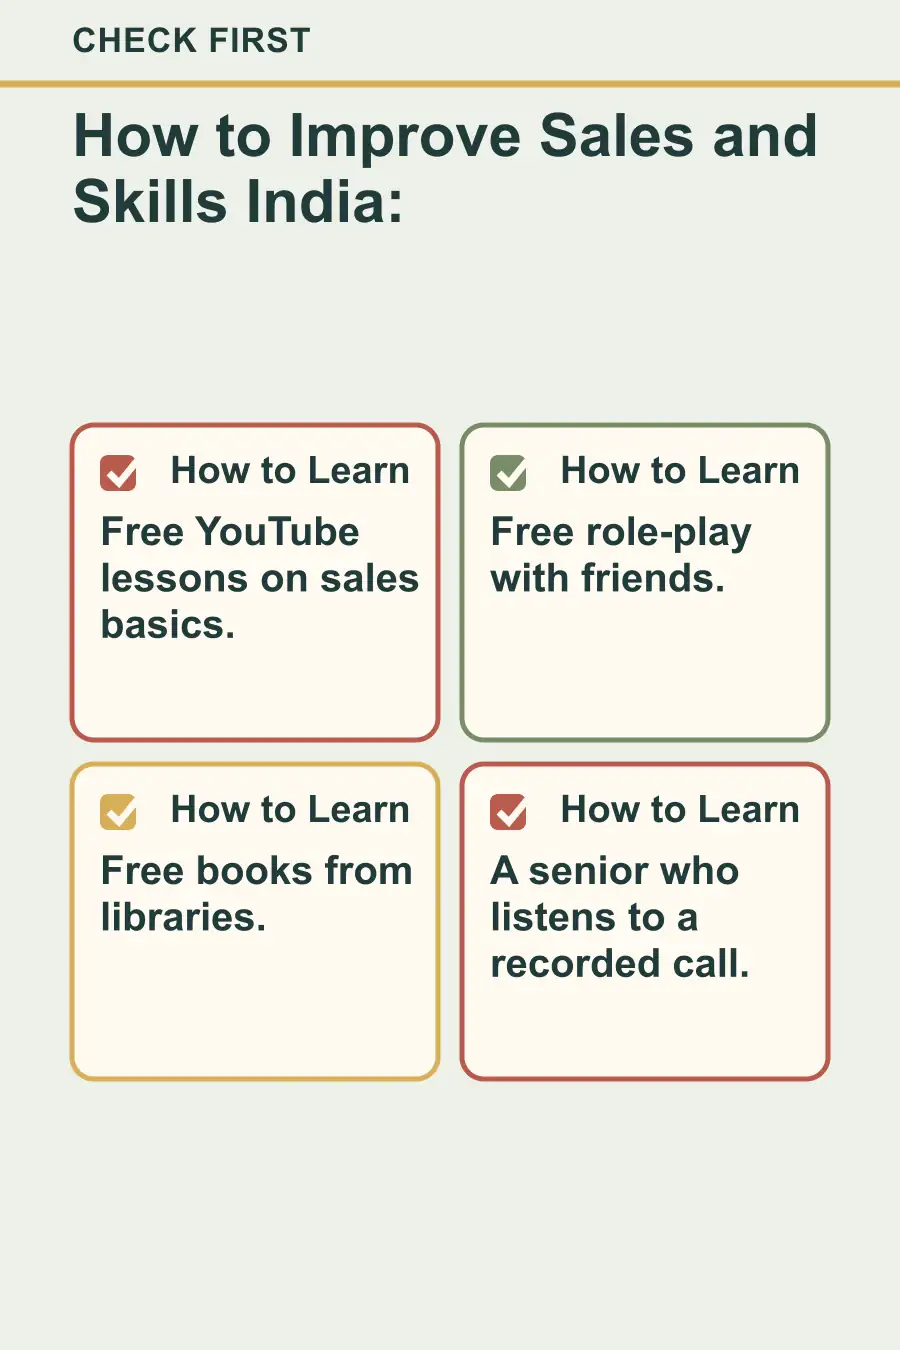 CHECK FIRST
How to Improve Sales and
Skills India:
How to Learn
Free YouTube
lessons on sales
basics.
How to Learn
Free role-play
with friends.
How to Learn
Free books from
libraries.
How to Learn
A senior who
listens to a
recorded call.